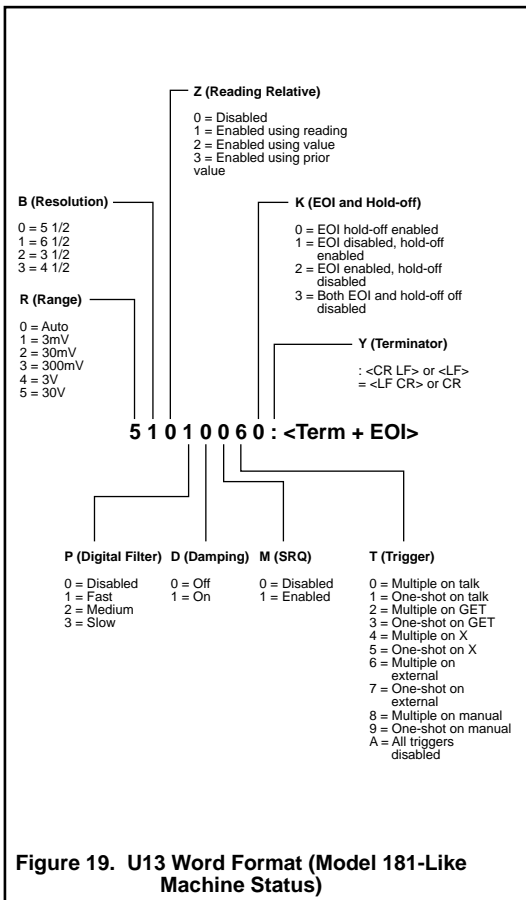 Z (Reading Relative)
0 = Disabled
1 = Enabled using reading
2 = Enabled using value
3 = Enabled using prior
value
B (Resolution)
0 = 5 1/2
1 = 6 1/2
2 = 3 1/2
3 = 4 1/2
K (EOI and Hold-off)
0 = EOI hold-off enabled
1 = EOI disabled, hold-off
enabled
2 = EOI enabled, hold-off
disabled
3 = Both EOI and hold-off off
disabled
R (Range)
0 = Auto
1 = 3mV
2 = 30mV
3 = 300mV
4 = 3V
5 = 30V
Y (Terminator)
: <CR LF> or <LF>
= <LF CR> or CR
5 1 0 1 0 0 6 0 : <Term + EOI>
P (Digital Filter)
0 = Disabled
1 = Fast
2 = Medium
3 = Slow
D (Damping)
0 = Off
1 = On
M (SRQ)
0 = Disabled
1 = Enabled
T (Trigger)
0 = Multiple on talk
1 = One-shot on talk
2 = Multiple on GET
3 = One-shot on GET
4 = Multiple on X
5 = One-shot on X
6 = Multiple on
external
7 = One-shot on
external
8 = Multiple on manual
9 = One-shot on manual
A = All triggers
disabled
Figure 19. U13 Word Format (Model 181-Like
Machine Status)